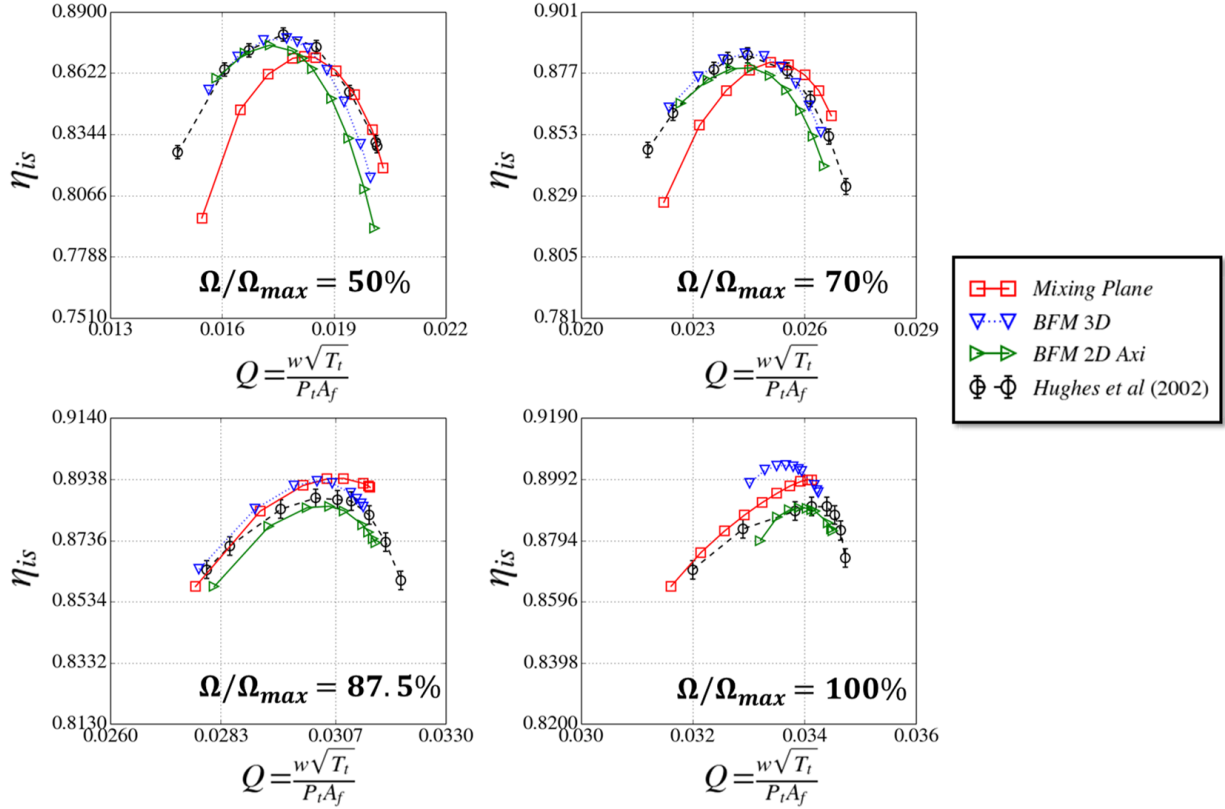 0.8900
0.8622
0.8344
0.8066
0.7788
0.7510
η_is
Ω/Ω_max = 50%
0.013 0.016 0.019 0.022
Q = w√T_t / P_t A_f
0.901
0.877
0.853
0.829
0.805
0.781
η_is
Ω/Ω_max = 70%
0.020 0.023 0.026 0.029
Q = w√T_t / P_t A_f
Mixing Plane
BFM 3D
BFM 2D Axi
Hughes et al (2002)
0.9140
0.8938
0.8736
0.8534
0.8332
0.8130
η_is
Ω/Ω_max = 87.5%
0.0260 0.0283 0.0307 0.0330
Q = w√T_t / P_t A_f
0.9190
0.8992
0.8794
0.8596
0.8398
0.8200
η_is
Ω/Ω_max = 100%
0.030 0.032 0.034 0.036
Q = w√T_t / P_t A_f